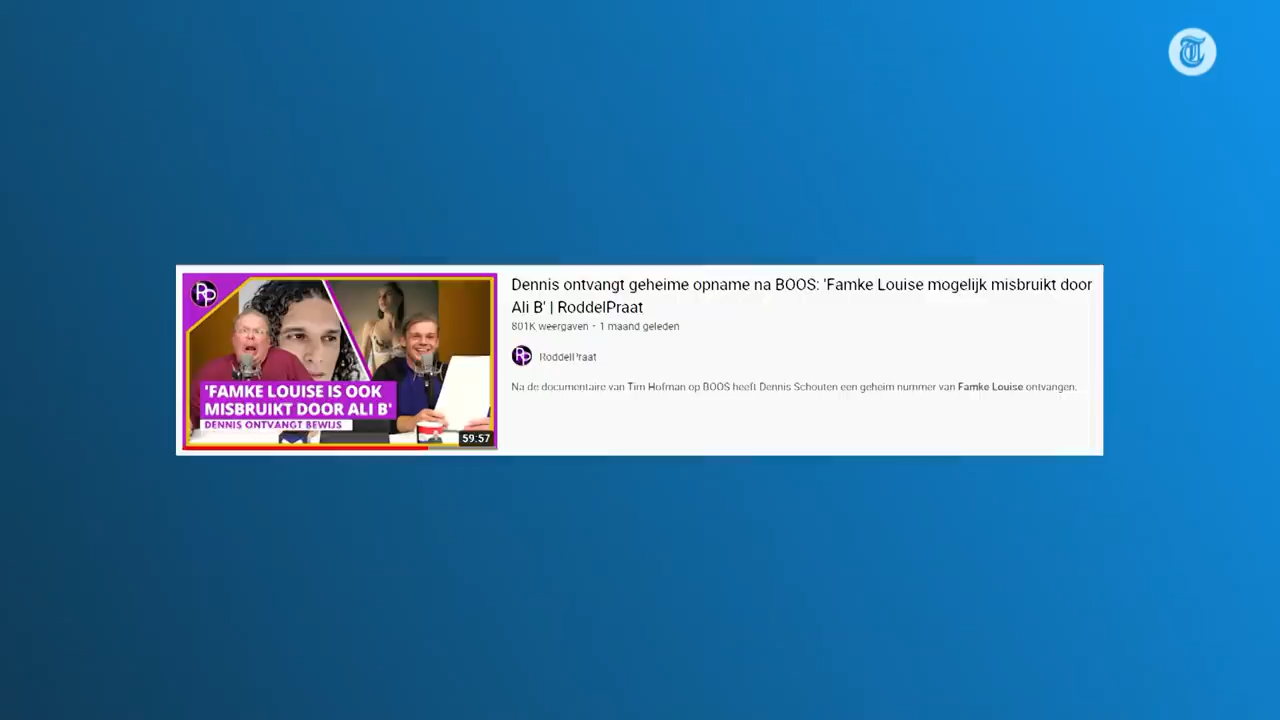 T
Rp
'FAMKE LOUISE IS OOK
MISBRUIKT DOOR ALI B'
DENNIS ONTVANGT BEWIJS
59:57
Dennis ontvangt geheime opname na BOOS: 'Famke Louise mogelijk misbruikt door
Ali B' | RoddelPraat
801K weergaven • 1 maand geleden
Rp RoddelPraat
Na de documentaire van Tim Hofman op BOOS heeft Dennis Schouten een geheim nummer van Famke Louise ontvangen.